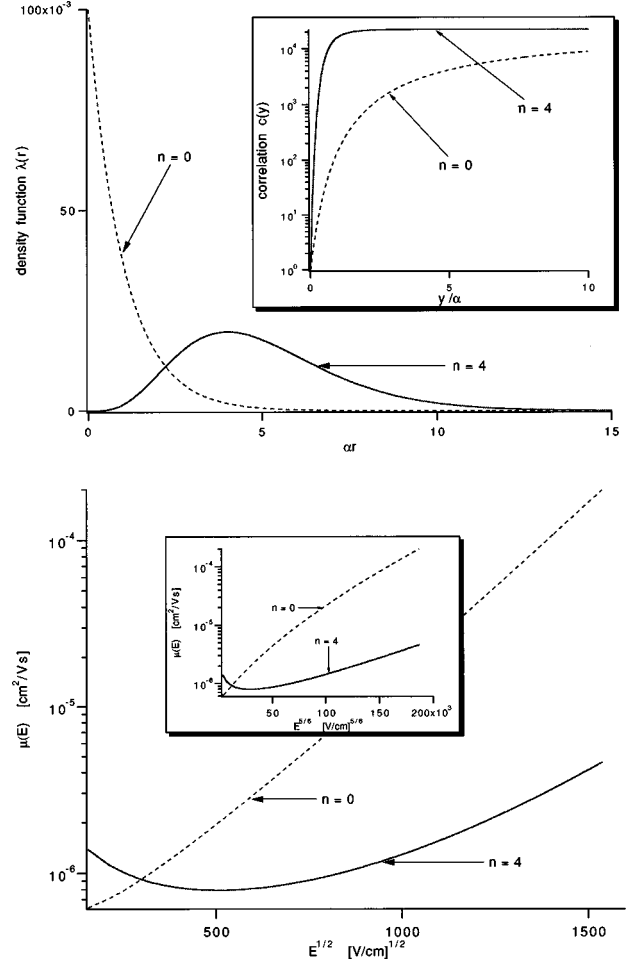 100x10⁻³
50
0
density function λ(r)
n = 0
n = 4
0
5
10
15
αr
10⁴
10³
10²
10¹
10⁰
correlation c(y)
n = 4
n = 0
0
5
10
y/α
10⁻⁴
10⁻⁵
10⁻⁶
μ(E) [cm²/Vs]
n = 0
n = 4
500
1000
1500
E^1/2 [V/cm]^1/2
10⁻⁴
10⁻⁵
10⁻⁶
μ(E) [cm²/Vs]
n = 0
n = 4
50
100
150
200x10³
E^5/6 [V/cm]^5/6